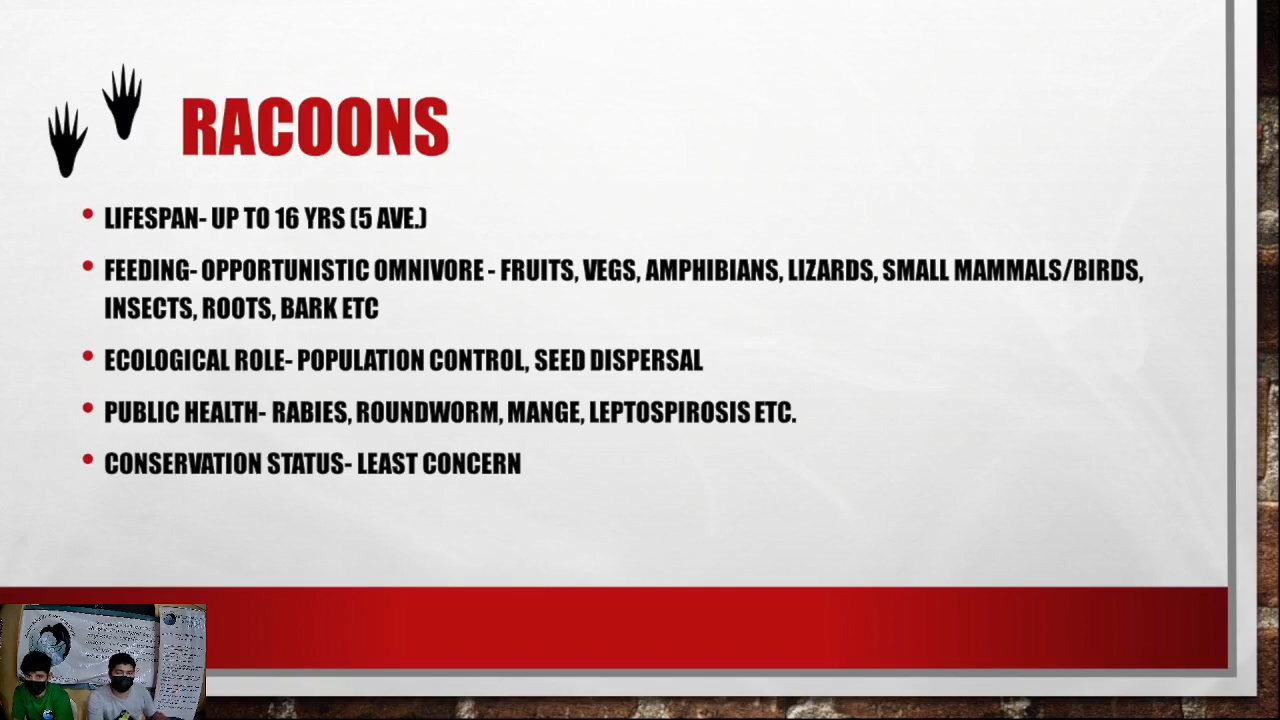 RACOONS
• LIFESPAN- UP TO 16 YRS (5 AVE.)
• FEEDING- OPPORTUNISTIC OMNIVORE - FRUITS, VEGS, AMPHIBIANS, LIZARDS, SMALL MAMMALS/BIRDS,
INSECTS, ROOTS, BARK ETC
• ECOLOGICAL ROLE- POPULATION CONTROL, SEED DISPERSAL
• PUBLIC HEALTH- RABIES, ROUNDWORM, MANGE, LEPTOSPIROSIS ETC.
• CONSERVATION STATUS- LEAST CONCERN